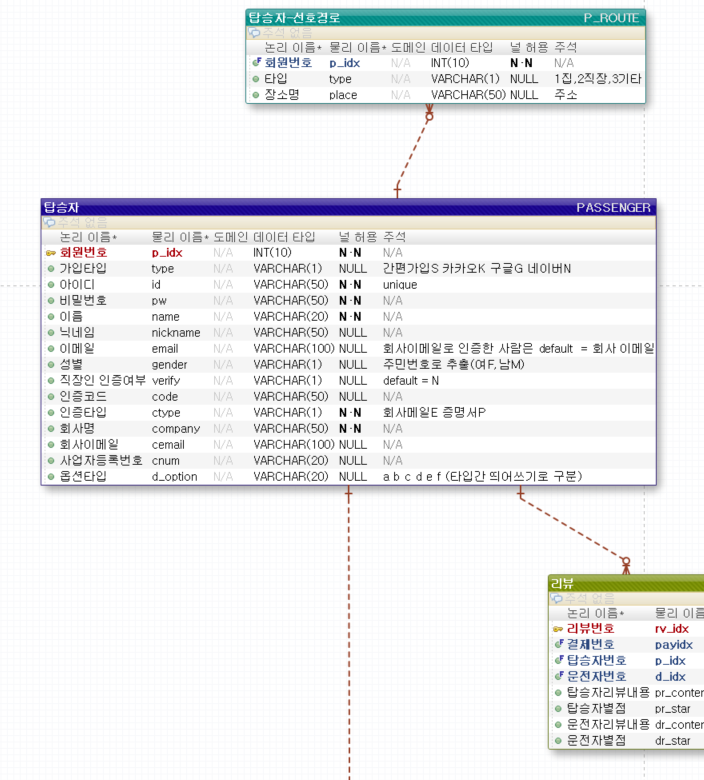 탑승자-선호경로 P_ROUTE
주석 없음
논리 이름* 물리 이름* 도메인 데이터 타입 널 허용 주석
회원번호 p_idx N/A INT(10) N·N N/A
타입 type N/A VARCHAR(1) NULL 1집,2직장,3기타
장소명 place N/A VARCHAR(50) NULL 주소
탑승자 PASSENGER
주석 없음
논리 이름* 물리 이름* 도메인 데이터 타입 널 허용 주석
회원번호 p_idx N/A INT(10) N·N N/A
가입타입 type N/A VARCHAR(1) NULL 간편가입S 카카오K 구글G 네이버N
아이디 id N/A VARCHAR(50) N·N unique
비밀번호 pw N/A VARCHAR(50) N·N N/A
이름 name N/A VARCHAR(20) N·N N/A
닉네임 nickname N/A VARCHAR(50) NULL N/A
이메일 email N/A VARCHAR(100) NULL 회사이메일로 인증한 사람은 default = 회사 이메일
성별 gender N/A VARCHAR(1) NULL 주민번호로 추출(여F,남M)
직장인 인증여부 verify N/A VARCHAR(1) NULL default = N
인증코드 code N/A VARCHAR(50) NULL N/A
인증타입 ctype N/A VARCHAR(1) N·N 회사메일E 증명서P
회사명 company N/A VARCHAR(50) N·N N/A
회사이메일 cemail N/A VARCHAR(100) NULL N/A
사업자등록번호 cnum N/A VARCHAR(20) NULL N/A
옵션타입 d_option N/A VARCHAR(20) NULL a b c d e f (타입간 띄어쓰기로 구분)
리뷰
주석 없음
논리 이름* 물리 이름
리뷰번호 rv_idx
결제번호 payidx
탑승자번호 p_idx
운전자번호 d_idx
탑승자리뷰내용 pr_conten
탑승자별점 pr_star
운전자리뷰내용 dr_conten
운전자별점 dr_star